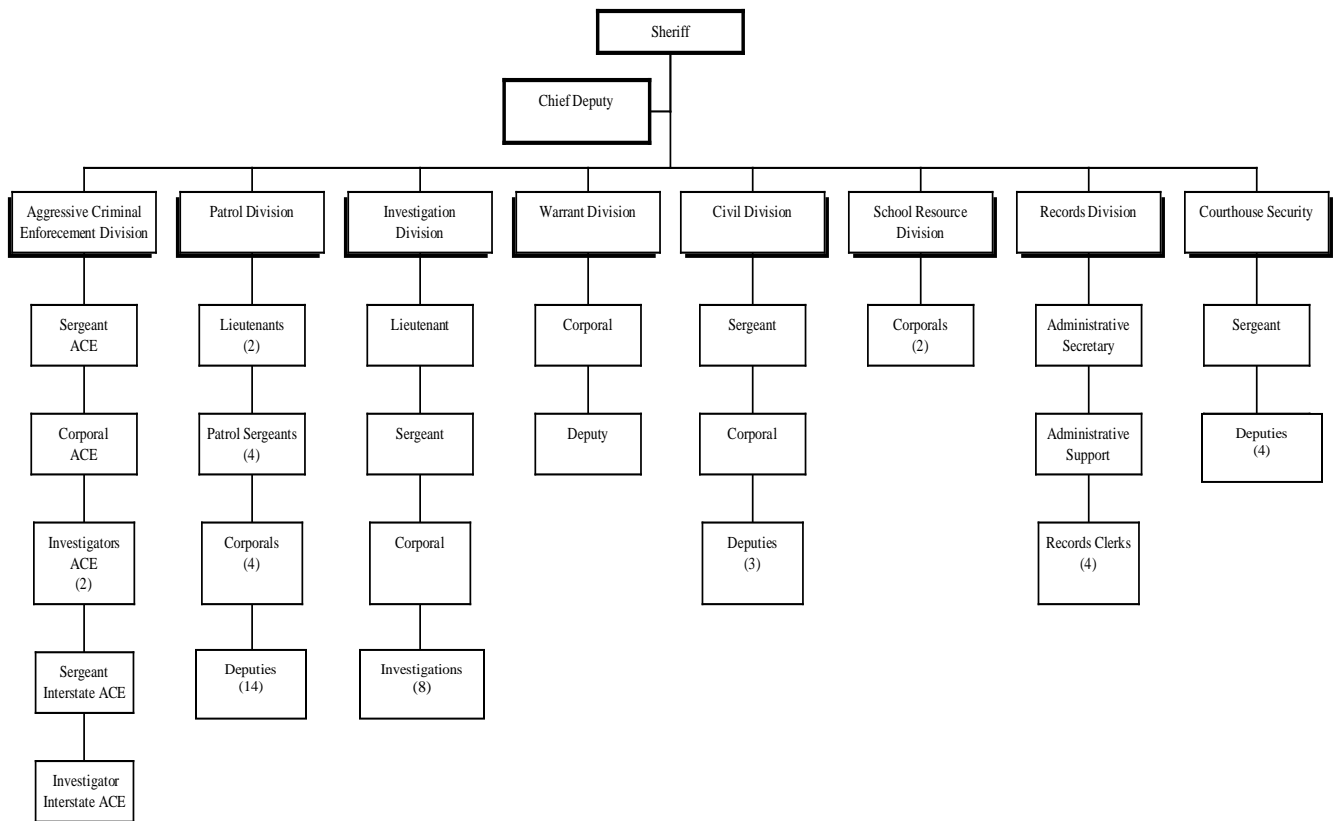 Sheriff
Chief Deputy
Aggressive Criminal
Enforecement Division
Patrol Division
Investigation
Division
Warrant Division
Civil Division
School Resource
Division
Records Division
Courthouse Security
Sergeant
ACE
Lieutenants
(2)
Lieutenant
Corporal
Sergeant
Corporals
(2)
Administrative
Secretary
Sergeant
Corporal
ACE
Patrol Sergeants
(4)
Sergeant
Deputy
Corporal
Administrative
Support
Deputies
(4)
Investigators
ACE
(2)
Corporals
(4)
Corporal
Deputies
(3)
Records Clerks
(4)
Sergeant
Interstate ACE
Deputies
(14)
Investigations
(8)
Investigator
Interstate ACE